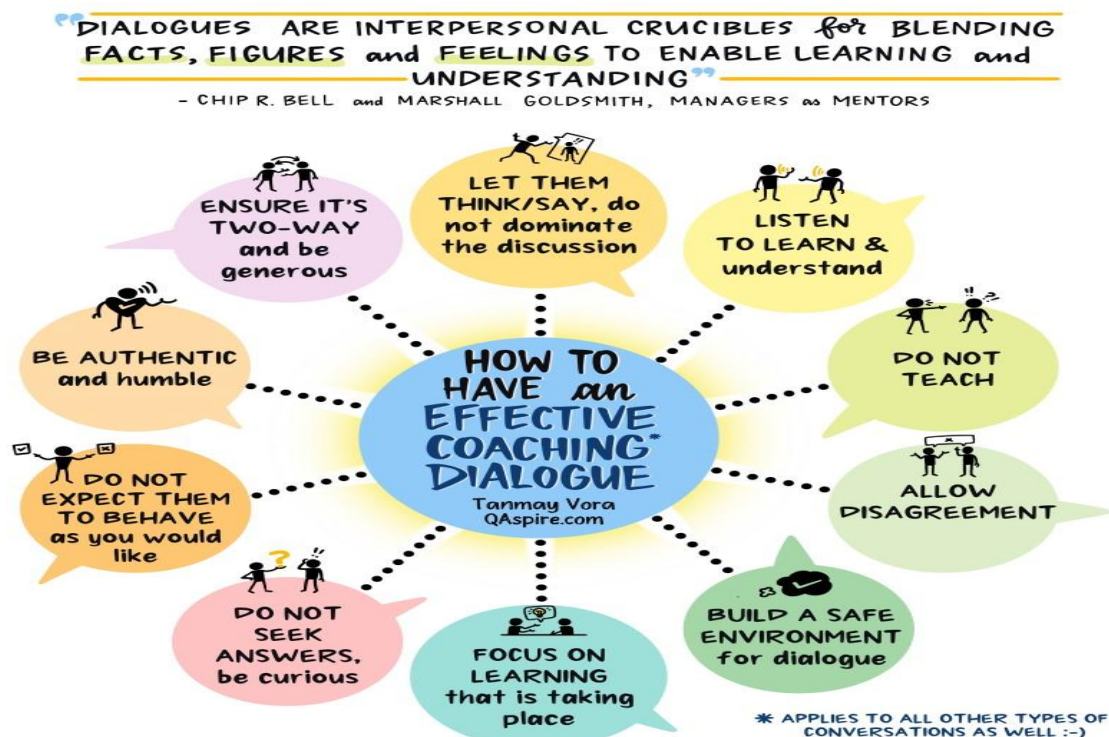 "DIALOGUES ARE INTERPERSONAL CRUCIBLES for BLENDING
FACTS, FIGURES and FEELINGS TO ENABLE LEARNING and
UNDERSTANDING"
- CHIP R. BELL and MARSHALL GOLDSMITH, MANAGERS as MENTORS
LET THEM
THINK/SAY, do
not dominate
the discussion
LISTEN
TO LEARN &
understand
DO NOT
TEACH
ALLOW
DISAGREEMENT
BUILD A SAFE
ENVIRONMENT
for dialogue
FOCUS ON
LEARNING
that is taking
place
DO NOT
SEEK
ANSWERS,
be curious
DO NOT
EXPECT THEM
TO BEHAVE
as you would
like
BE AUTHENTIC
and humble
ENSURE IT'S
TWO-WAY
and be
generous
HOW TO
HAVE an
EFFECTIVE
COACHING*
DIALOGUE
Tanmay Vora
QAspire.com
* APPLIES TO ALL OTHER TYPES OF
CONVERSATIONS AS WELL :-)